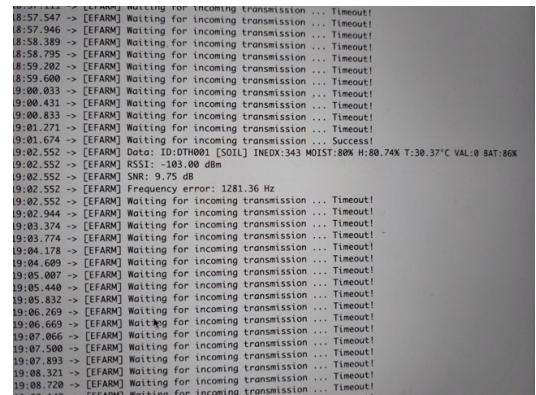 8:57.547 -> [EFARM] Waiting for incoming transmission ... Timeout!
8:57.946 -> [EFARM] Waiting for incoming transmission ... Timeout!
8:58.389 -> [EFARM] Waiting for incoming transmission ... Timeout!
8:58.795 -> [EFARM] Waiting for incoming transmission ... Timeout!
8:59.202 -> [EFARM] Waiting for incoming transmission ... Timeout!
8:59.600 -> [EFARM] Waiting for incoming transmission ... Timeout!
9:00.033 -> [EFARM] Waiting for incoming transmission ... Timeout!
9:00.431 -> [EFARM] Waiting for incoming transmission ... Timeout!
9:00.833 -> [EFARM] Waiting for incoming transmission ... Timeout!
9:01.271 -> [EFARM] Waiting for incoming transmission ... Timeout!
9:01.674 -> [EFARM] Waiting for incoming transmission ... Success!
9:02.552 -> [EFARM] Data: ID:DTH001 [SOIL] INEDX:343 MOIST:80% H:80.74% T:30.37°C VAL:0 BAT:86%
9:02.552 -> [EFARM] RSSI: -103.00 dBm
9:02.552 -> [EFARM] SNR: 9.75 dB
9:02.552 -> [EFARM] Frequency error: 1281.36 Hz
9:02.552 -> [EFARM] Waiting for incoming transmission ... Timeout!
9:02.944 -> [EFARM] Waiting for incoming transmission ... Timeout!
9:03.374 -> [EFARM] Waiting for incoming transmission ... Timeout!
9:03.774 -> [EFARM] Waiting for incoming transmission ... Timeout!
9:04.178 -> [EFARM] Waiting for incoming transmission ... Timeout!
9:04.609 -> [EFARM] Waiting for incoming transmission ... Timeout!
9:05.007 -> [EFARM] Waiting for incoming transmission ... Timeout!
9:05.440 -> [EFARM] Waiting for incoming transmission ... Timeout!
9:05.832 -> [EFARM] Waiting for incoming transmission ... Timeout!
9:06.269 -> [EFARM] Waiting for incoming transmission ... Timeout!
9:06.669 -> [EFARM] Waiting for incoming transmission ... Timeout!
9:07.066 -> [EFARM] Waiting for incoming transmission ... Timeout!
9:07.500 -> [EFARM] Waiting for incoming transmission ... Timeout!
9:07.893 -> [EFARM] Waiting for incoming transmission ... Timeout!
9:08.321 -> [EFARM] Waiting for incoming transmission ... Timeout!
9:08.720 -> [EFARM] Waiting for incoming transmission ... Timeout!